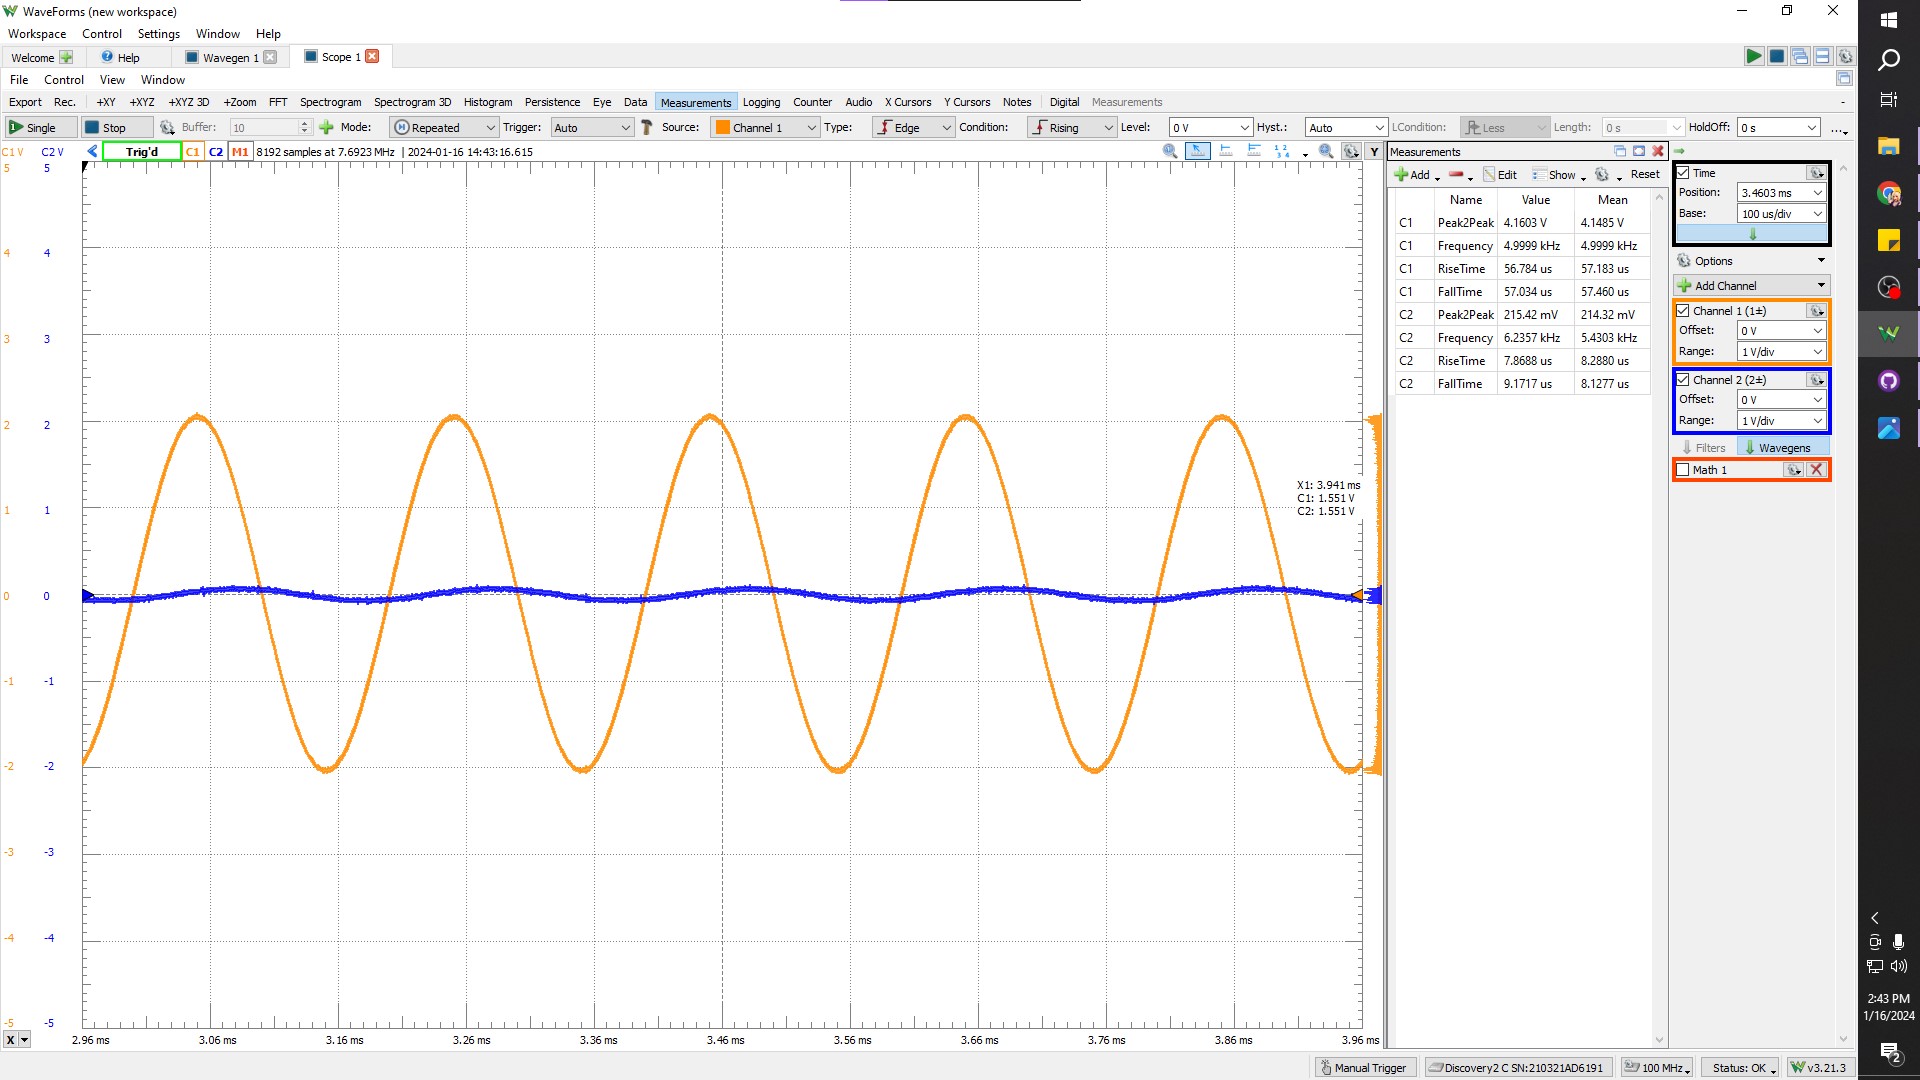 WaveForms (new workspace)
Workspace Control Settings Window Help
Welcome Help Wavegen 1 Scope 1
File Control View Window
Export Rec. +XY +XYZ +XYZ 3D +Zoom FFT Spectrogram Spectrogram 3D Histogram Persistence Eye Data Measurements Logging Counter Audio X Cursors Y Cursors Notes Digital Measurements
Single Stop Buffer: 10 Mode: Repeated Trigger: Auto Source: Channel 1 Type: Edge Condition: Rising Level: 0 V Hyst.: Auto LCondition: Less Length: 0 s HoldOff: 0 s ...
C1 V C2 V Trig'd C1 C2 M1 8192 samples at 7.6923 MHz | 2024-01-16 14:43:16.615 Y
5 5
4 4
3 3
2 2
1 1
0 0
-1 -1
-2 -2
-3 -3
-4 -4
-5 -5
X1: 3.941 ms
C1: 1.551 V
C2: 1.551 V
X 2.96 ms 3.06 ms 3.16 ms 3.26 ms 3.36 ms 3.46 ms 3.56 ms 3.66 ms 3.76 ms 3.86 ms 3.96 ms
Measurements
Add Edit Show Reset
Name Value Mean
C1 Peak2Peak 4.1603 V 4.1485 V
C1 Frequency 4.9999 kHz 4.9999 kHz
C1 RiseTime 56.784 us 57.183 us
C1 FallTime 57.034 us 57.460 us
C2 Peak2Peak 215.42 mV 214.32 mV
C2 Frequency 6.2357 kHz 5.4303 kHz
C2 RiseTime 7.8688 us 8.2880 us
C2 FallTime 9.1717 us 8.1277 us
Time
Position: 3.4603 ms
Base: 100 us/div
Options
Add Channel
Channel 1 (1±)
Offset: 0 V
Range: 1 V/div
Channel 2 (2±)
Offset: 0 V
Range: 1 V/div
Filters Wavegens
Math 1
Manual Trigger Discovery2 C SN:210321AD6191 100 MHz Status: OK v3.21.3
2:43 PM
1/16/2024
2